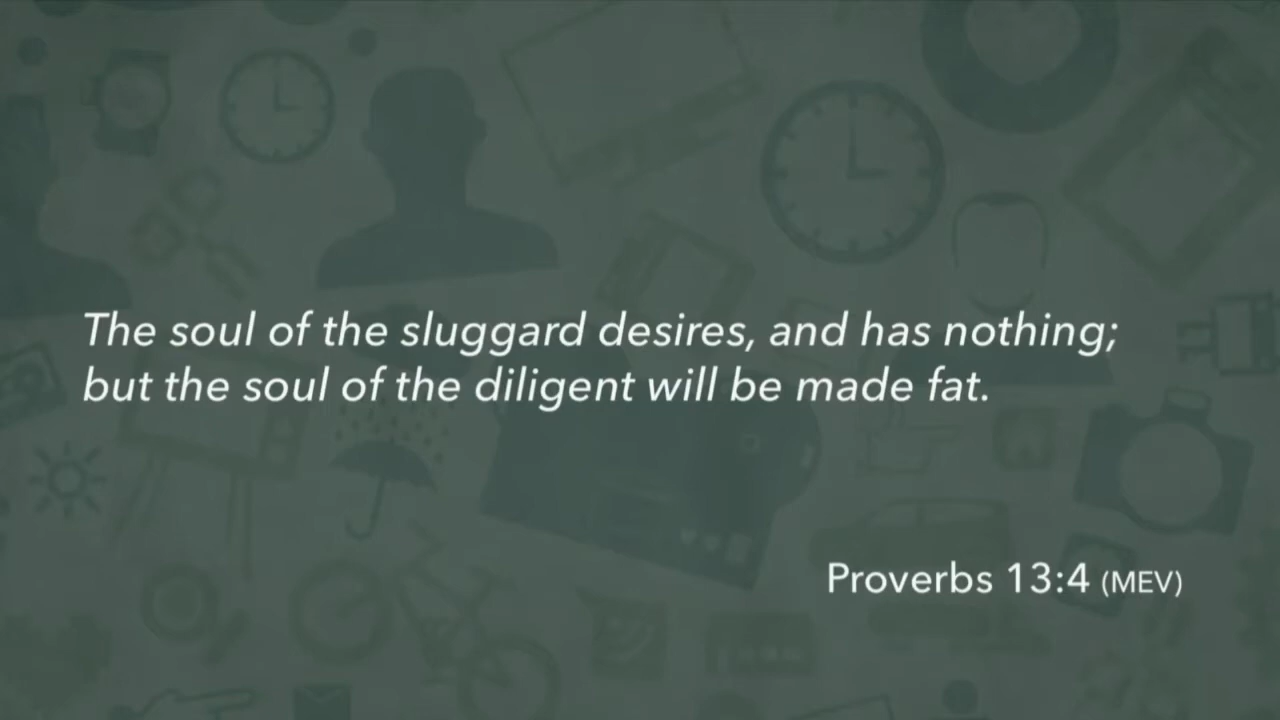 The soul of the sluggard desires, and has nothing;
but the soul of the diligent will be made fat.
Proverbs 13:4 (MEV)